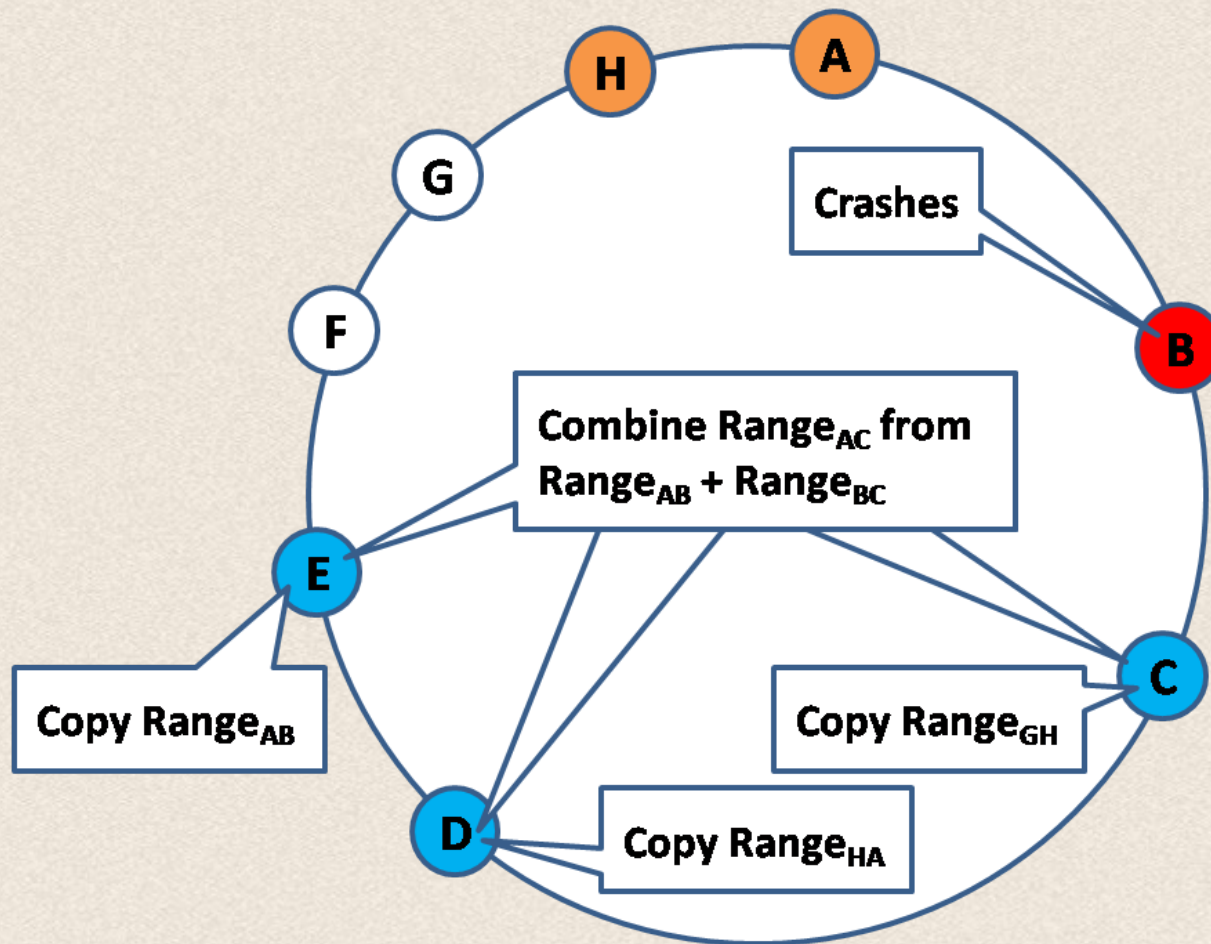 H
A
G
Crashes
F
B
Combine Range_AC from
Range_AB + Range_BC
E
C
Copy Range_AB
Copy Range_GH
D
Copy Range_HA